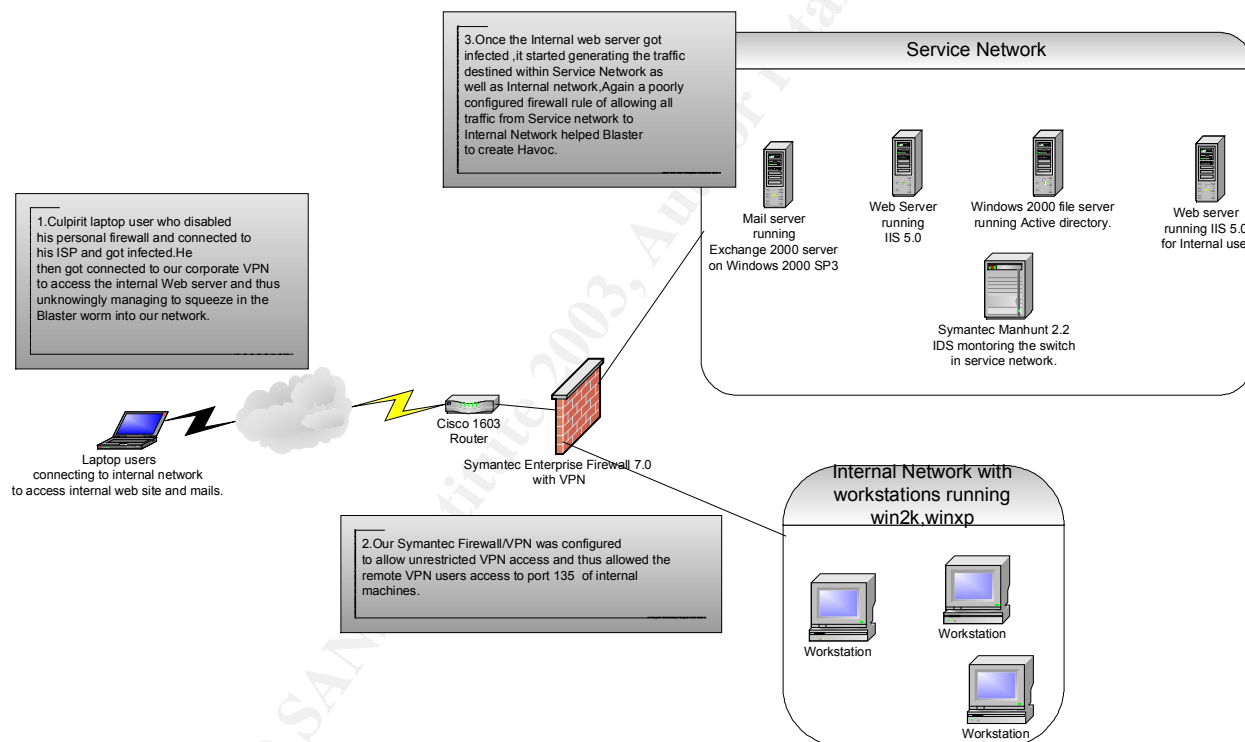 3.Once the Internal web server got
infected ,it started generating the traffic
destined within Service Network as
well as Internal network,Again a poorly
configured firewall rule of allowing all
traffic from Service network to
Internal Network helped Blaster
to create Havoc.
Service Network
Mail server
running
Exchange 2000 server
on Windows 2000 SP3
Web Server
running
IIS 5.0
Windows 2000 file server
running Active directory.
Web server
running IIS 5.0
for Internal use
Symantec Manhunt 2.2
IDS montoring the switch
in service network.
1.Culpirit laptop user who disabled
his personal firewall and connected to
his ISP and got infected.He
then got connected to our corporate VPN
to access the internal Web server and thus
unknowingly managing to squeeze in the
Blaster worm into our network.
Laptop users
connecting to internal network
to access internal web site and mails.
Cisco 1603
Router
Symantec Enterprise Firewall 7.0
with VPN
2.Our Symantec Firewall/VPN was configured
to allow unrestricted VPN access and thus allowed the
remote VPN users access to port 135 of internal
machines.
Internal Network with
workstations running
win2k,winxp
Workstation
Workstation
Workstation
SAN
titute 2003, Au